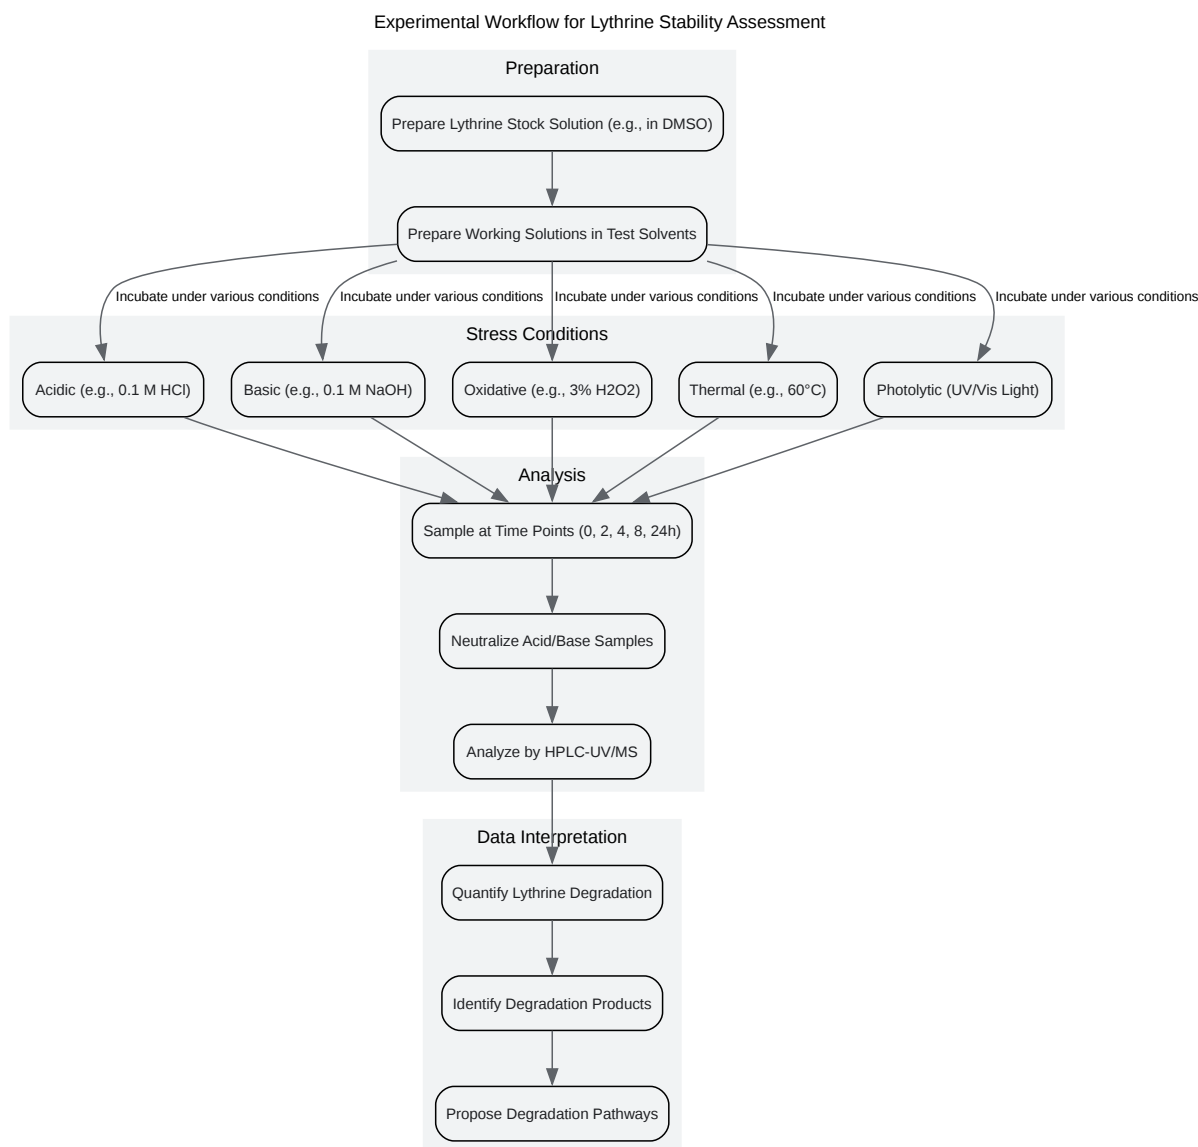 Experimental Workflow for Lythrine Stability Assessment
Preparation
Prepare Lythrine Stock Solution (e.g., in DMSO)
Prepare Working Solutions in Test Solvents
Incubate under various conditions
Incubate under various conditions
Incubate under various conditions
Incubate under various conditions
Incubate under various conditions
Stress Conditions
Acidic (e.g., 0.1 M HCl)
Basic (e.g., 0.1 M NaOH)
Oxidative (e.g., 3% H2O2)
Thermal (e.g., 60°C)
Photolytic (UV/Vis Light)
Analysis
Sample at Time Points (0, 2, 4, 8, 24h)
Neutralize Acid/Base Samples
Analyze by HPLC-UV/MS
Data Interpretation
Quantify Lythrine Degradation
Identify Degradation Products
Propose Degradation Pathways